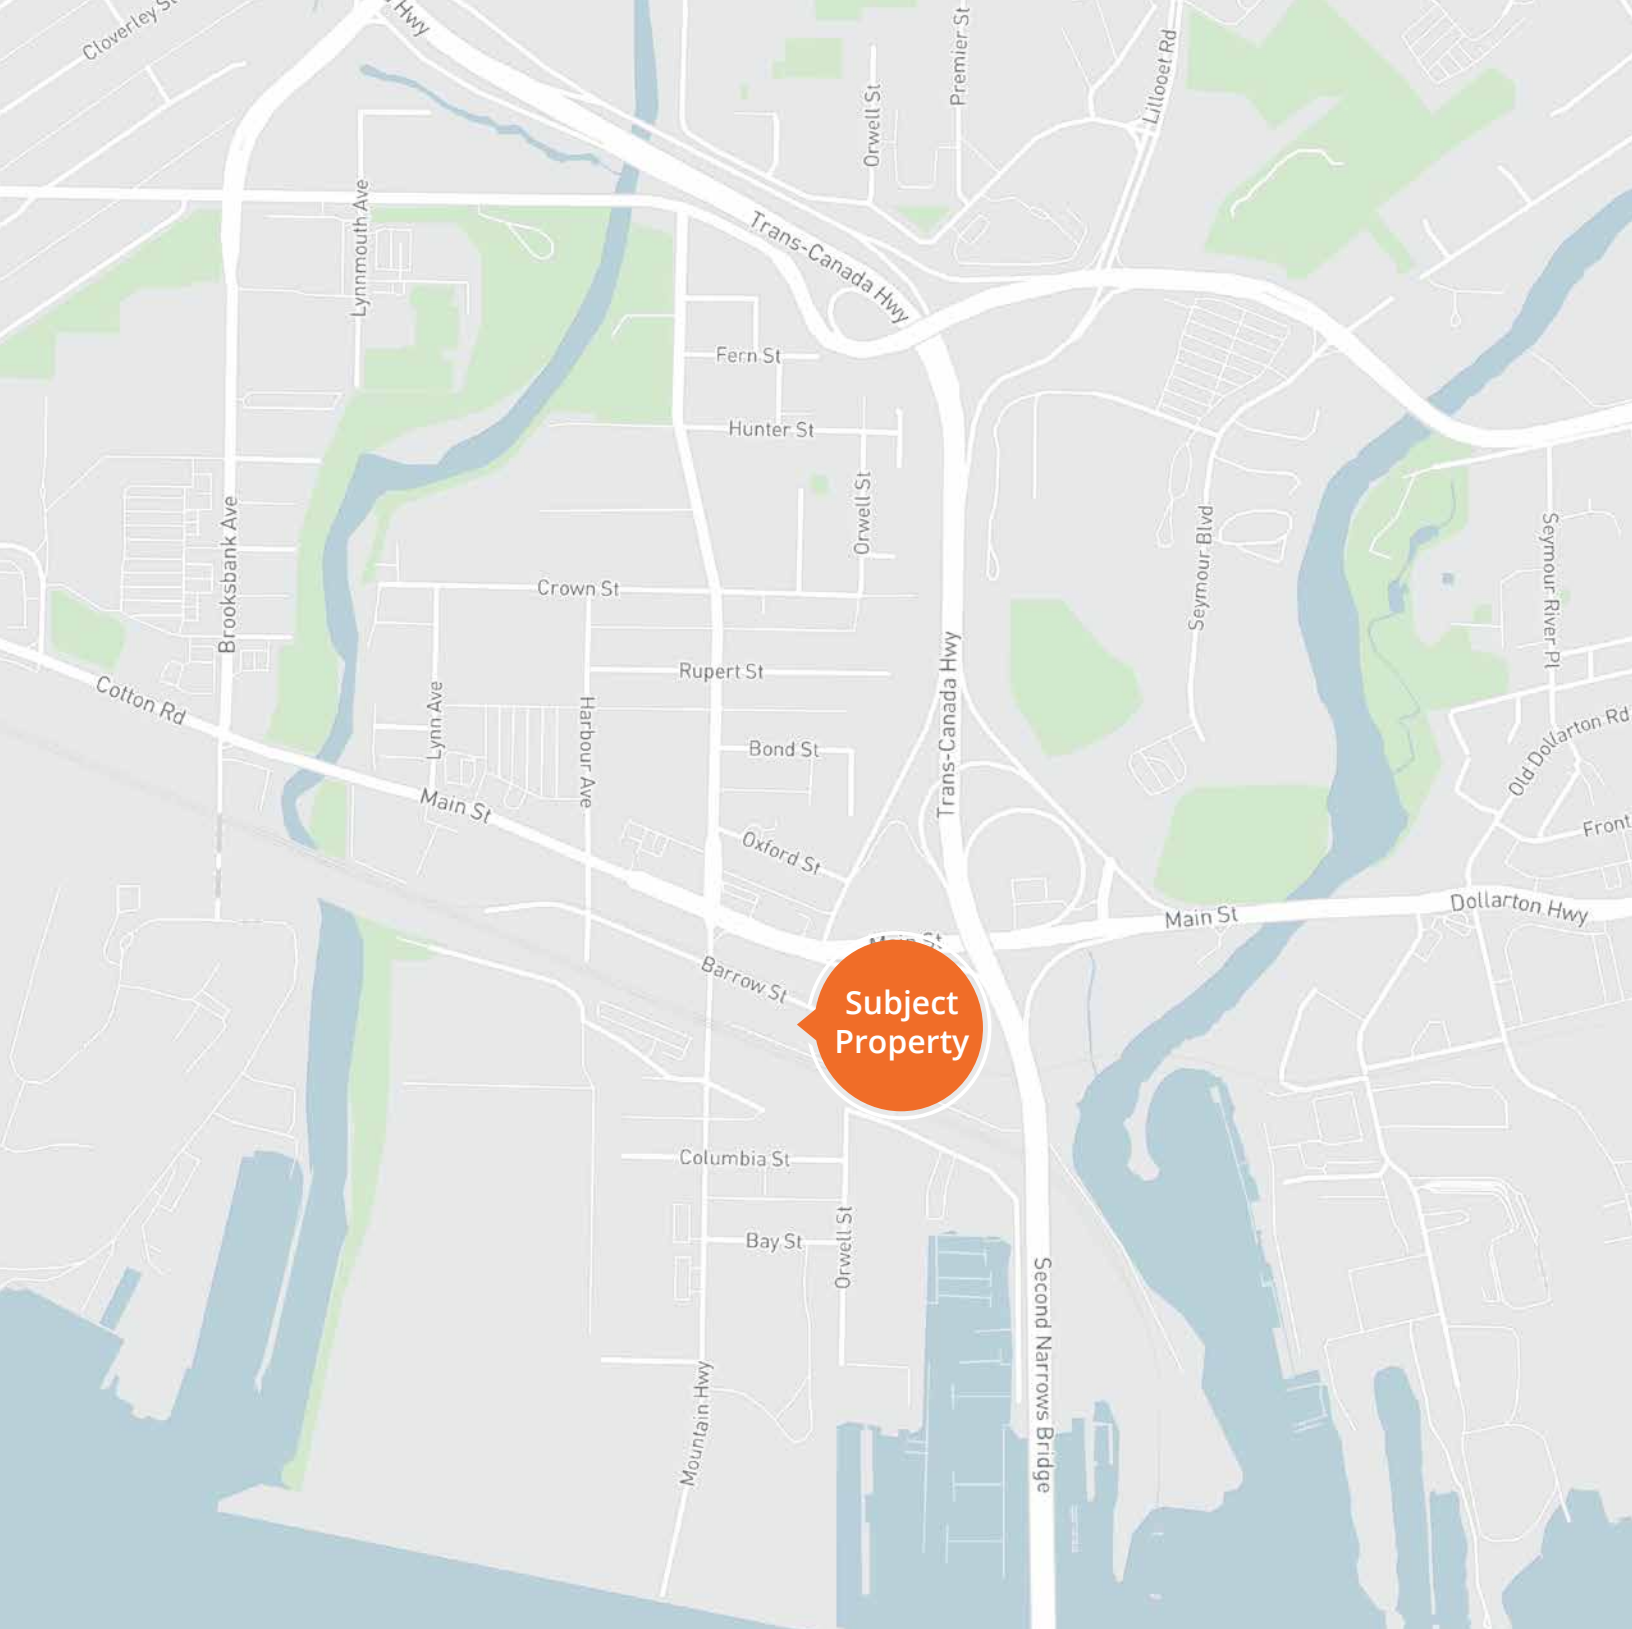 Cloverley
Hwy
Premier St
Lillooet Rd
Orwell St
Lynnmouth Ave
Trans-Canada Hwy
Fern St
Hunter St
Orwell St
Brooksbank Ave
Seymour Blvd
Seymour River Pl
Crown St
Rupert St
Cotton Rd
Lynn Ave
Harbour Ave
Trans-Canada Hwy
Bond St
Old Dollarton Rd
Main St
Oxford St
Front
Main St
Dollarton Hwy
Main St
Barrow St
Subject
Property
Columbia St
Bay St
Orwell St
Second Narrows Bridge
Mountain Hwy